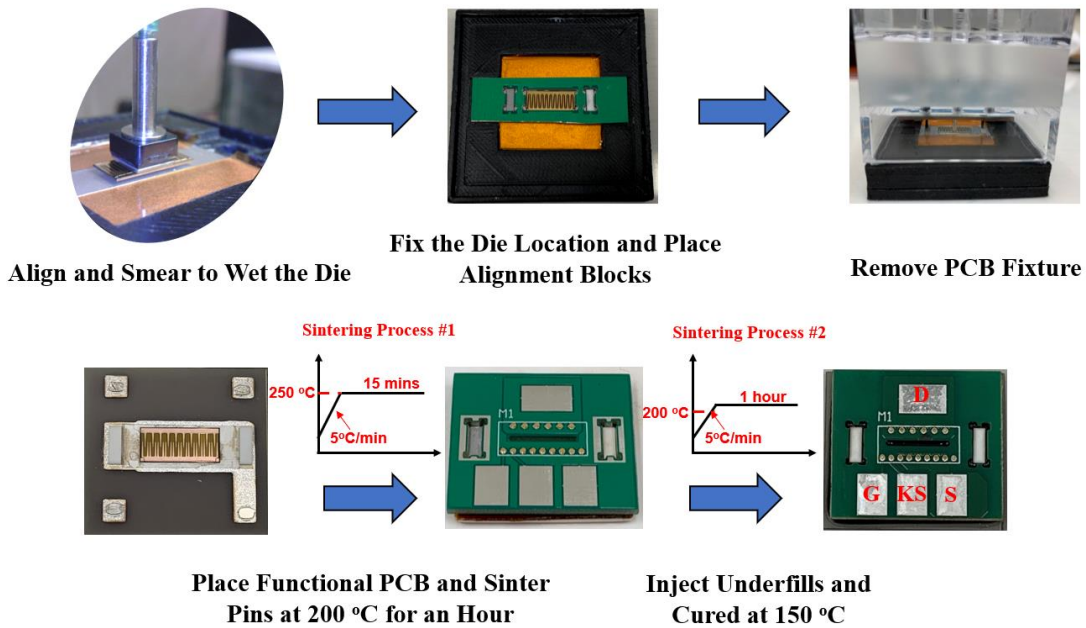 Align and Smear to Wet the Die
Fix the Die Location and Place
Alignment Blocks
Remove PCB Fixture
Sintering Process #1
250 ºC
15 mins
5ºC/min
M1
Sintering Process #2
200 ºC
1 hour
5ºC/min
M1
D
G KS S
Place Functional PCB and Sinter
Pins at 200 ºC for an Hour
Inject Underfills and
Cured at 150 ºC